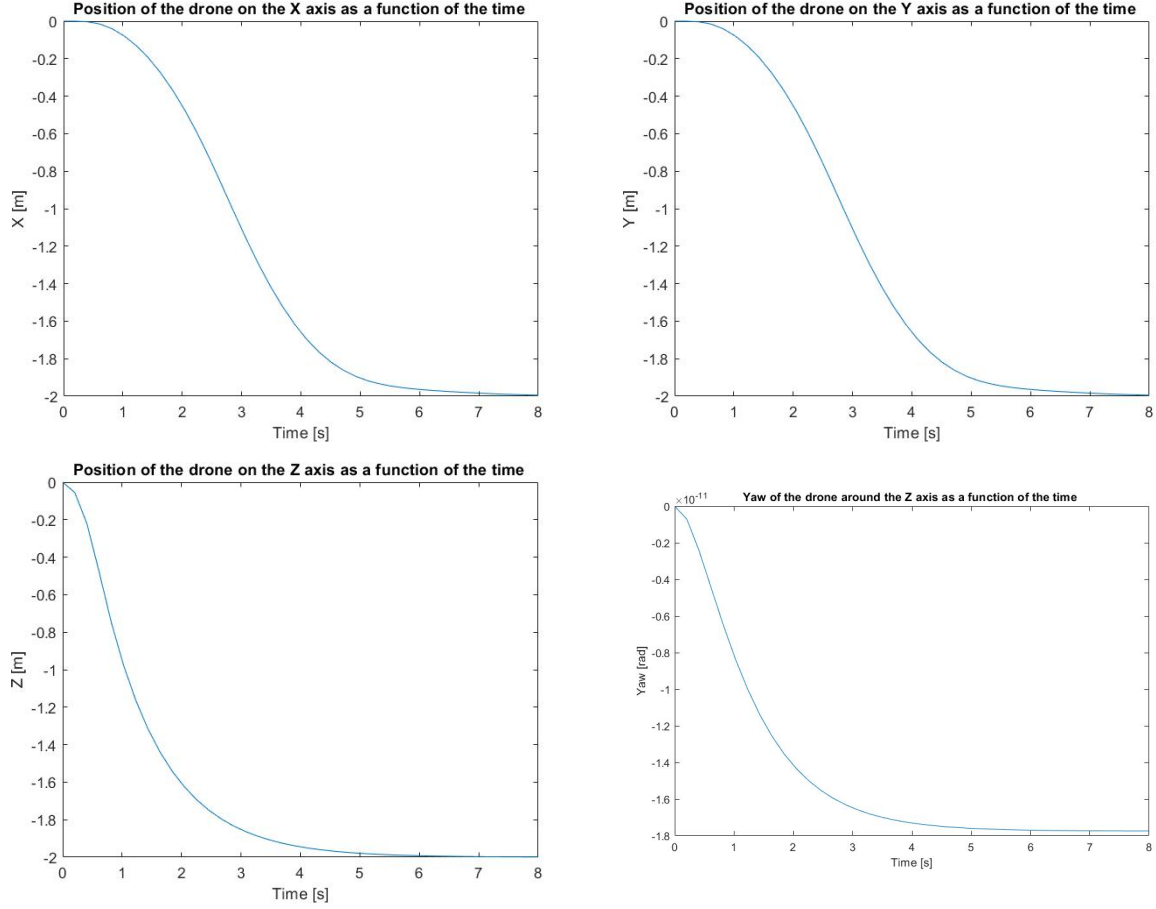 Position of the drone on the X axis as a function of the time
0
-0.2
-0.4
-0.6
-0.8
-1
-1.2
-1.4
-1.6
-1.8
-2
X [m]
0 1 2 3 4 5 6 7 8
Time [s]
Position of the drone on the Y axis as a function of the time
0
-0.2
-0.4
-0.6
-0.8
-1
-1.2
-1.4
-1.6
-1.8
-2
Y [m]
0 1 2 3 4 5 6 7 8
Time [s]
Position of the drone on the Z axis as a function of the time
0
-0.2
-0.4
-0.6
-0.8
-1
-1.2
-1.4
-1.6
-1.8
-2
Z [m]
0 1 2 3 4 5 6 7 8
Time [s]
×10⁻¹¹ Yaw of the drone around the Z axis as a function of the time
0
-0.2
-0.4
-0.6
-0.8
-1
-1.2
-1.4
-1.6
-1.8
Yaw [rad]
0 1 2 3 4 5 6 7 8
Time [s]